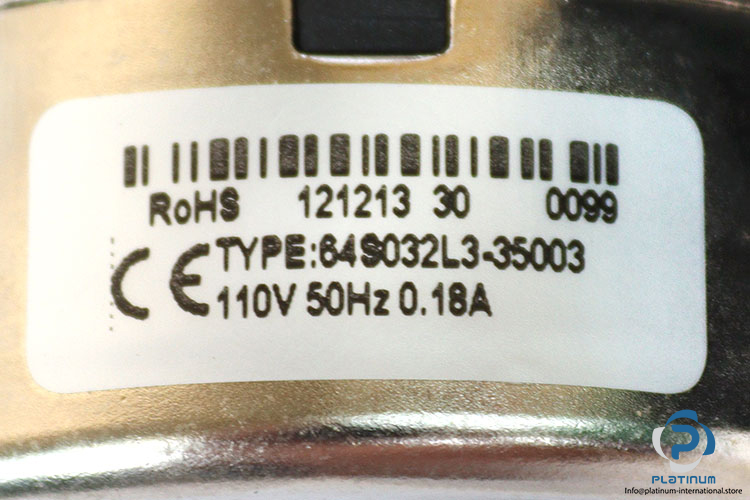 RoHS 121213 30 0099
CE TYPE:64S032L3-35003
110V 50Hz 0.18A
PLATINUM
Info@platinum-international.store